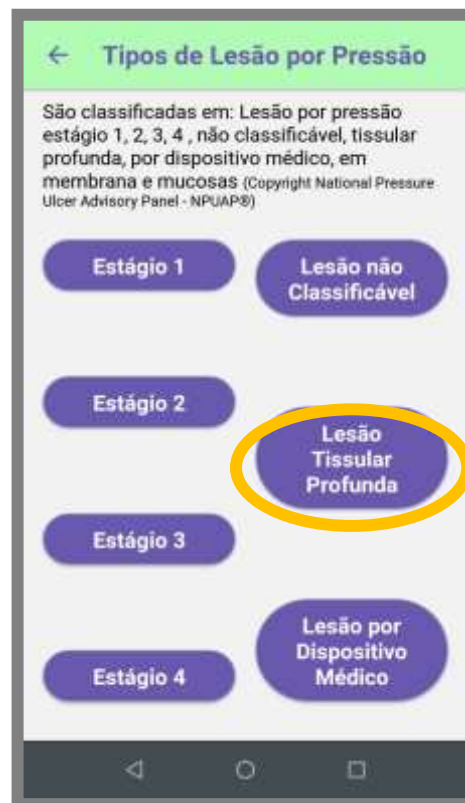 Tipos de Lesão por Pressão
São classificadas em: Lesão por pressão
estágio 1, 2, 3, 4 , não classificável, tissular
profunda, por dispositivo médico, em
membrana e mucosas (Copyright National Pressure
Ulcer Advisory Panel - NPUAP®)
Estágio 1
Lesão não
Classificável
Estágio 2
Lesão
Tissular
Profunda
Estágio 3
Lesão por
Dispositivo
Médico
Estágio 4